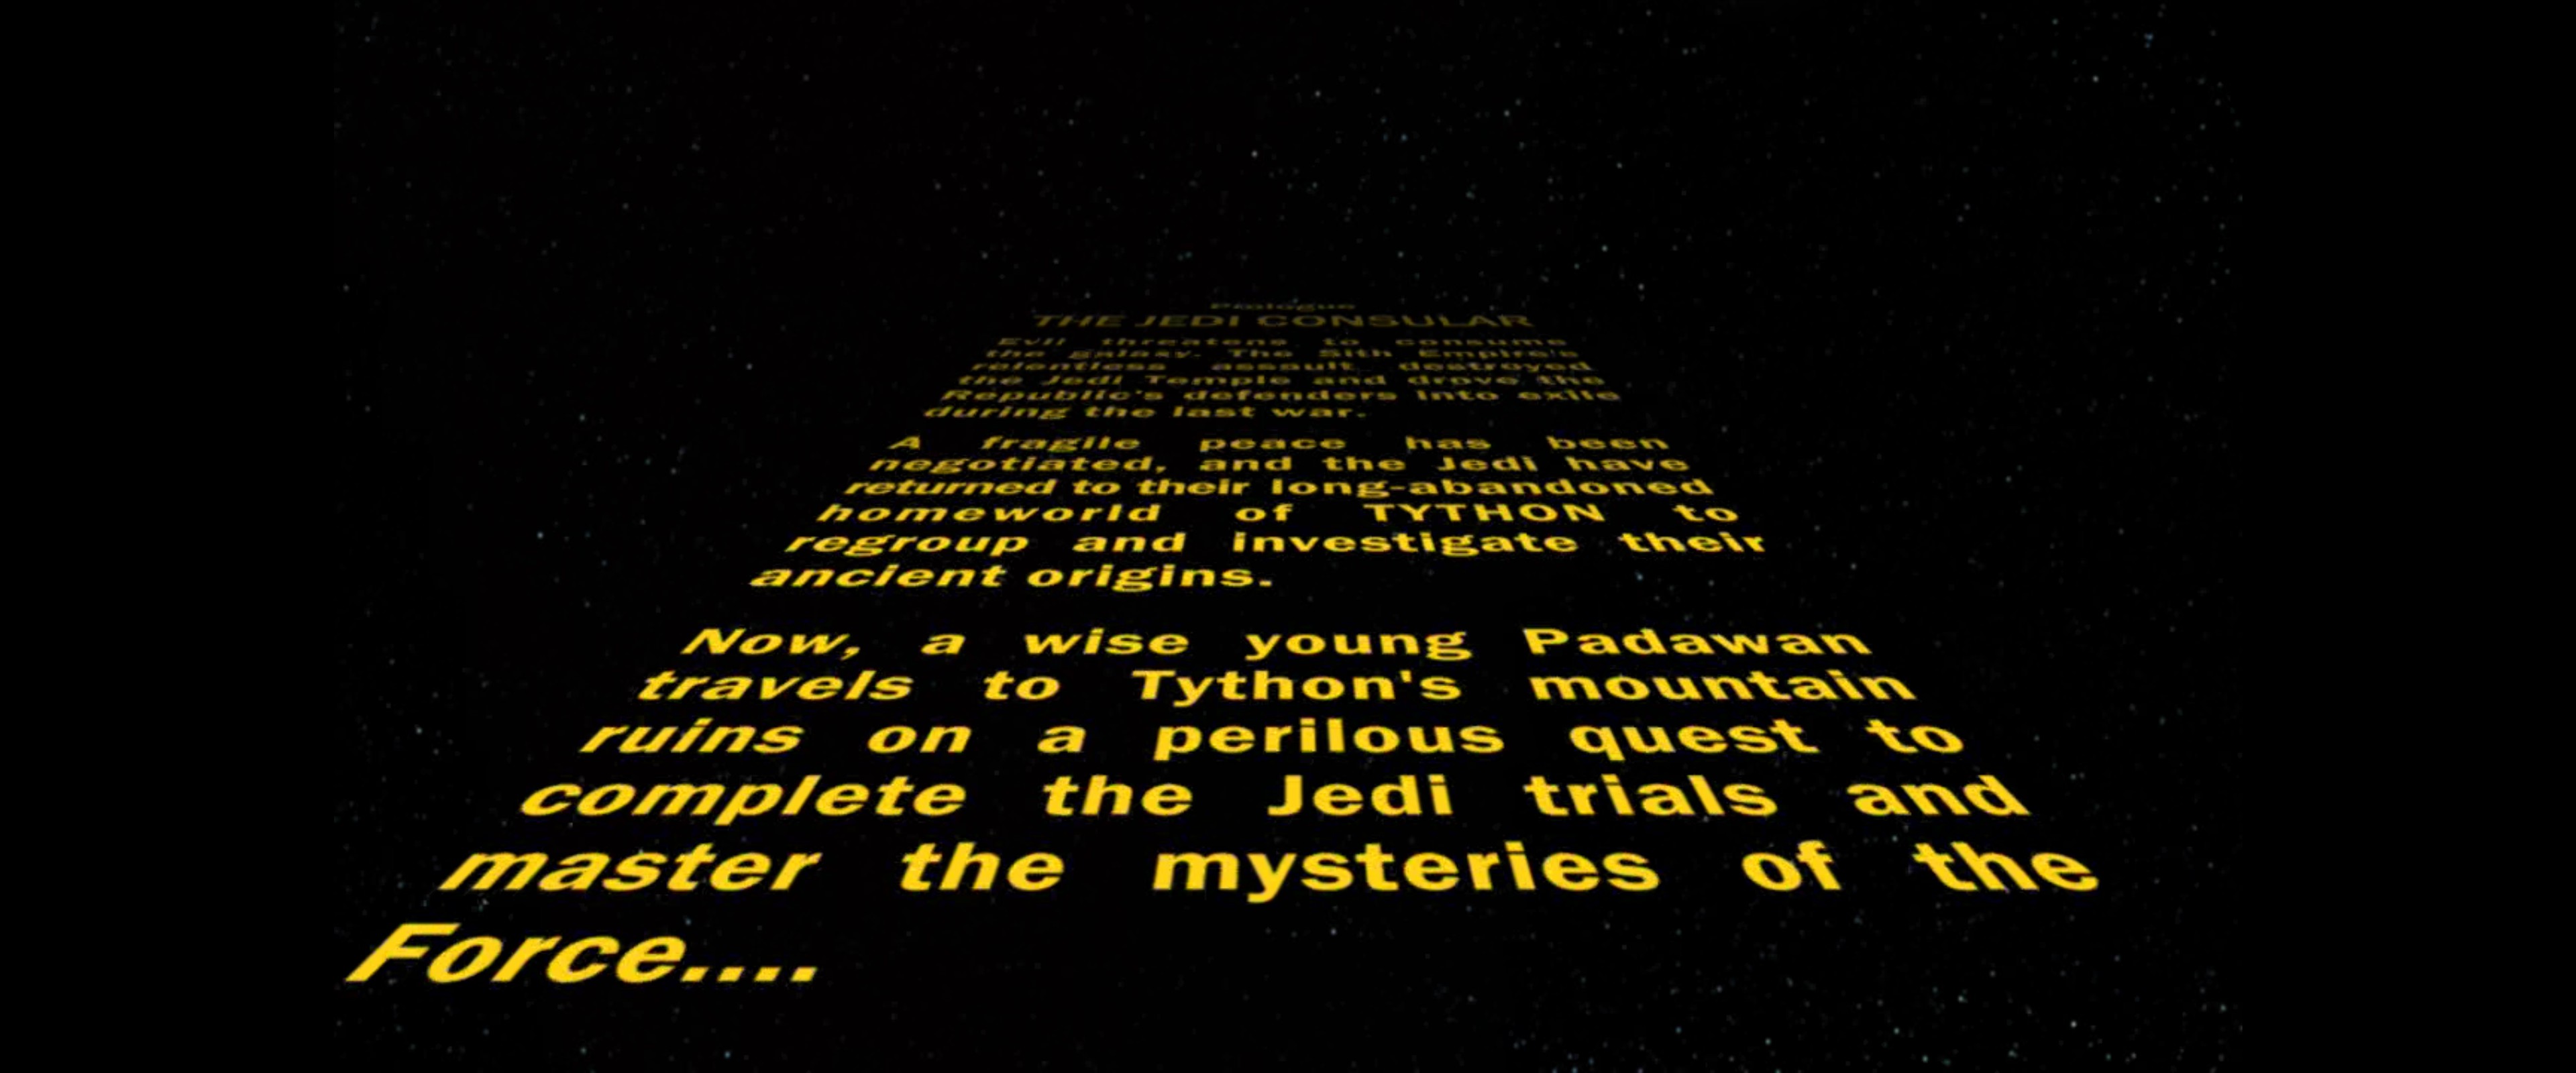 Prologue
THE JEDI CONSULAR
Evil threatens to consume
the galaxy. The Sith Empire's
relentless assault destroyed
the Jedi Temple and drove the
Republic's defenders into exile
during the last war.
A fragile peace has been
negotiated, and the Jedi have
returned to their long-abandoned
homeworld of TYTHON to
regroup and investigate their
ancient origins.
Now, a wise young Padawan
travels to Tython's mountain
ruins on a perilous quest to
complete the Jedi trials and
master the mysteries of the
Force....